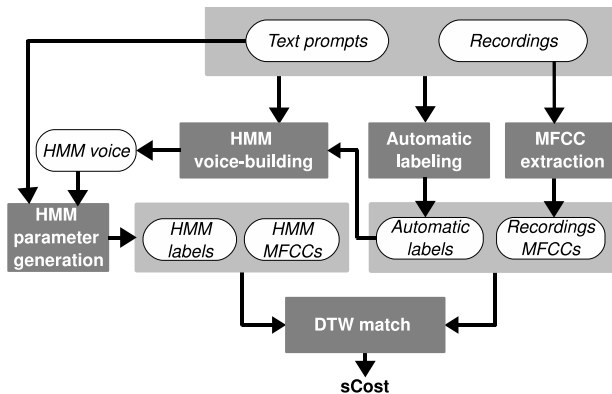 Text prompts
Recordings
HMM
voice-building
Automatic
labeling
MFCC
extraction
HMM voice
HMM
parameter
generation
HMM
labels
HMM
MFCCs
Automatic
labels
Recordings
MFCCs
DTW match
sCost